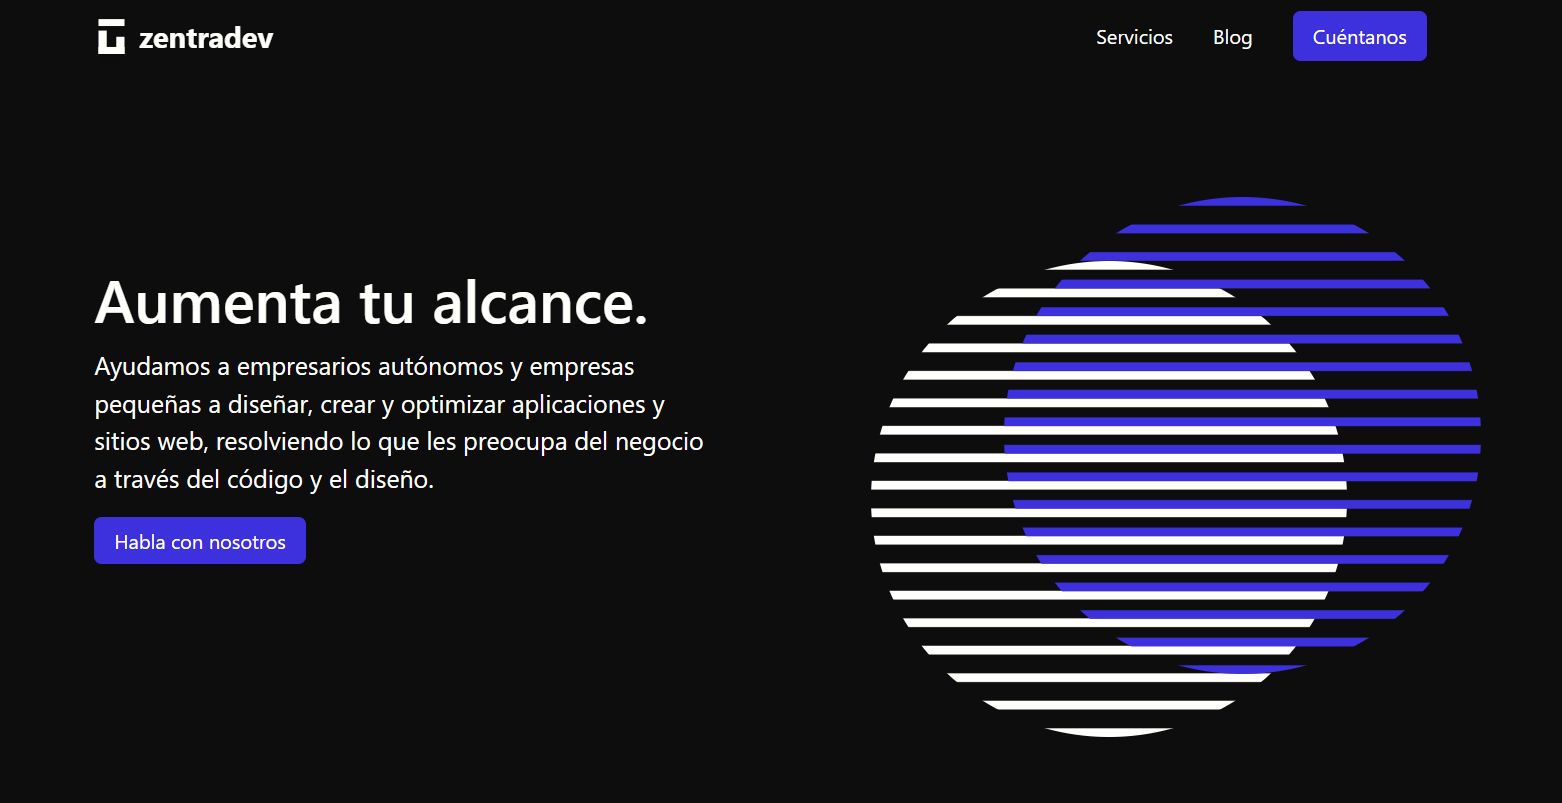 zentradev
Servicios
Blog
Cuéntanos
Aumenta tu alcance.
Ayudamos a empresarios autónomos y empresas
pequeñas a diseñar, crear y optimizar aplicaciones y
sitios web, resolviendo lo que les preocupa del negocio
a través del código y el diseño.
Habla con nosotros